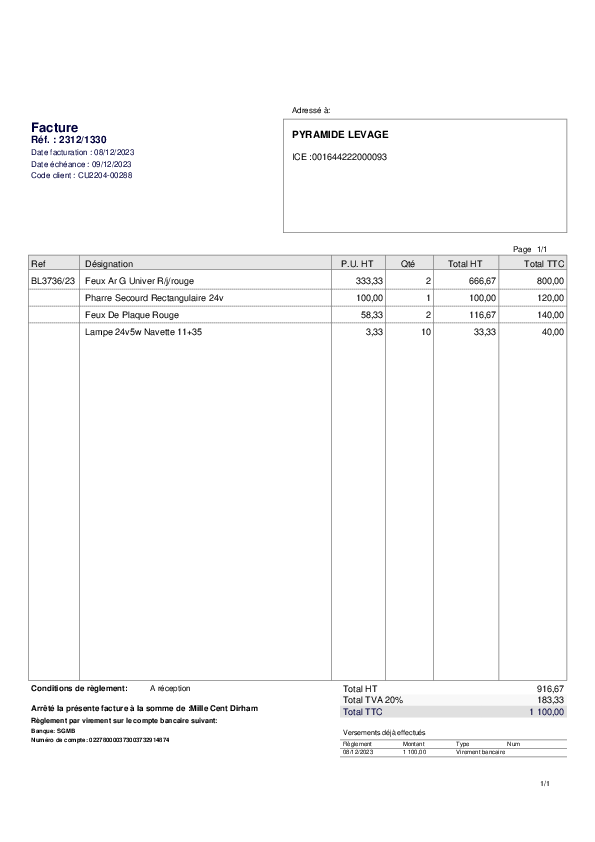 Adressé à:
Facture
Réf. : 2312/1330
Date facturation : 08/12/2023
Date échéance : 09/12/2023
Code client : CU2204-00288
PYRAMIDE LEVAGE
ICE :001644222000093
Page 1/1
Ref Désignation P.U. HT Qté Total HT Total TTC
BL3736/23 Feux Ar G Univer R/j/rouge 333,33 2 666,67 800,00
Pharre Secourd Rectangulaire 24v 100,00 1 100,00 120,00
Feux De Plaque Rouge 58,33 2 116,67 140,00
Lampe 24v5w Navette 11+35 3,33 10 33,33 40,00
Conditions de règlement: A réception
Total HT 916,67
Total TVA 20% 183,33
Total TTC 1 100,00
Arrêté la présente facture à la somme de :Mille Cent Dirham
Règlement par virement sur le compte bancaire suivant:
Banque: SGMB
Numéro de compte:
Versements déjà effectués
Règlement Montant Type Num
08/12/2023 1 100,00 Virement bancaire
1/1